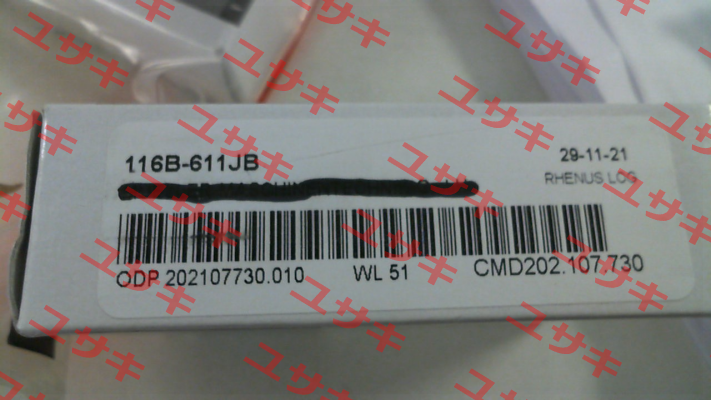 116B-611JB
29-11-21
RHENUS LOG
ODP 202107730.010 WL 51 CMD202.107.730
ユサキ